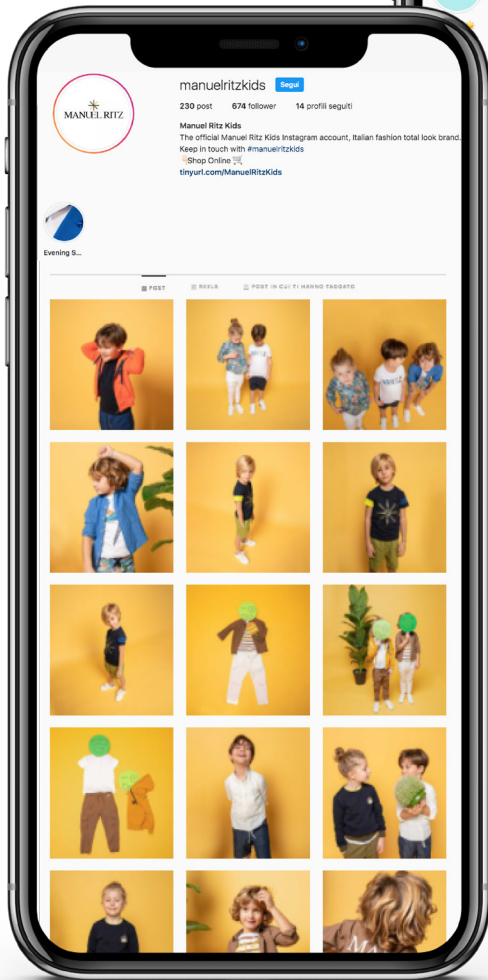 MANUEL RITZ
manuelritzkids Segui
230 post 674 follower 14 profili seguiti
Manuel Ritz Kids
The official Manuel Ritz Kids Instagram account, Italian fashion total look brand.
Keep in touch with #manuelritzkids
👇🏻Shop Online 🛒
tinyurl.com/ManuelRitzKids
Evening S...
POST REELS POST IN CUI TI HANNO TAGGATO